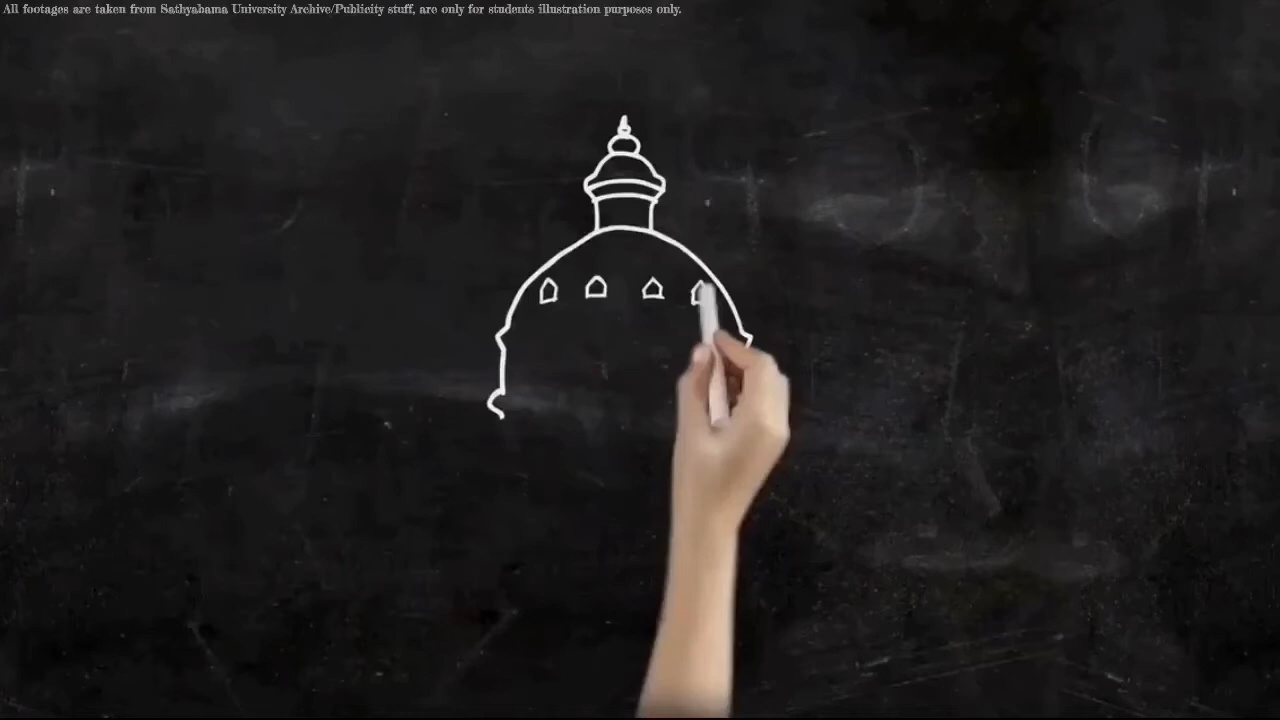 All footages are taken from Sathyabama University Archive/Publicity stuff, are only for students illustration purposes only.